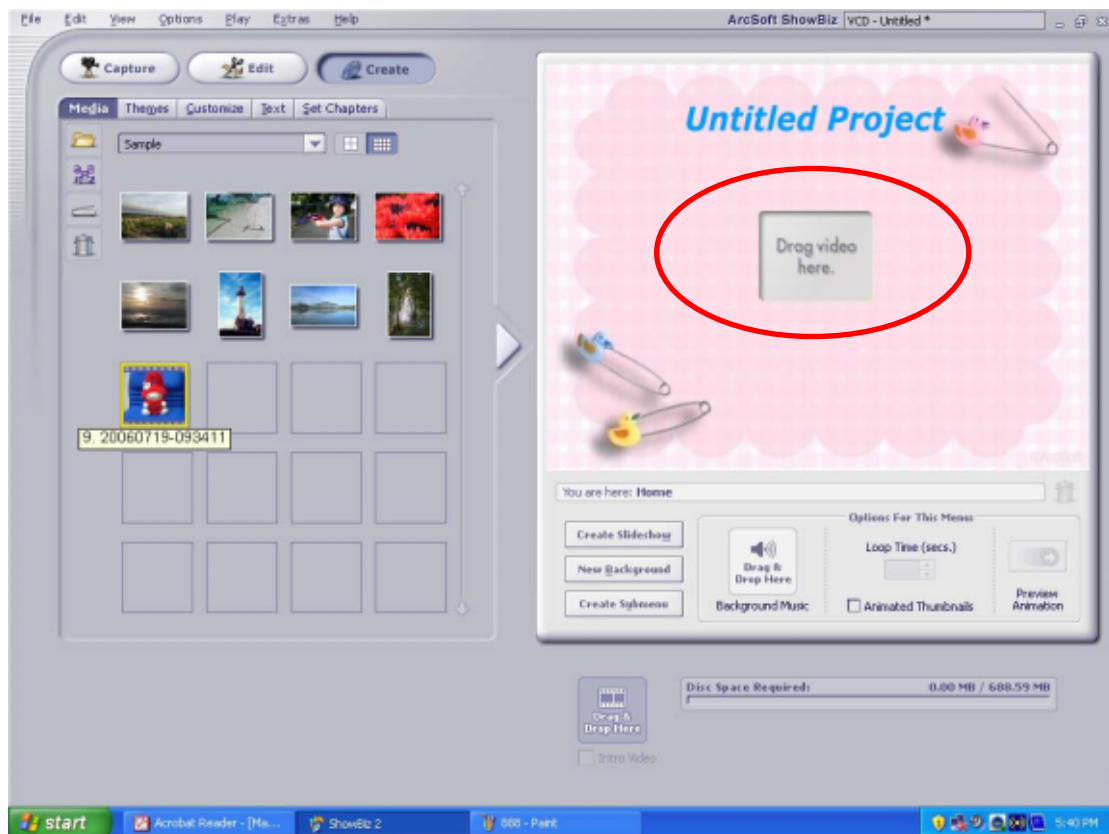 File Edit View Options Play Extras Help
ArcSoft ShowBiz VCD - Untitled *
Capture Edit Create
Media Themes Customize Text Set Chapters
Sample
9. 20060719-093411
Untitled Project
Drag video
here.
You are here: Home
Create Slideshow
New Background
Create Submenu
Drag &
Drop Here
Background Music
Options For This Menu
Loop Time (secs.)
Animated Thumbnails
Preview
Animation
Drag &
Drop Here
Intro Video
Disc Space Required: 0.00 MB / 688.59 MB
start Acrobat Reader - [Ma... ShowBiz 2 888 - Paint 5:40 PM